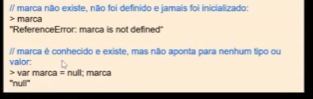 // marca não existe, não foi definido e jamais foi inicializado:
> marca
"ReferenceError: marca is not defined"
// marca é conhecido e existe, mas não aponta para nenhum tipo ou
valor:
> var marca = null; marca
"null"